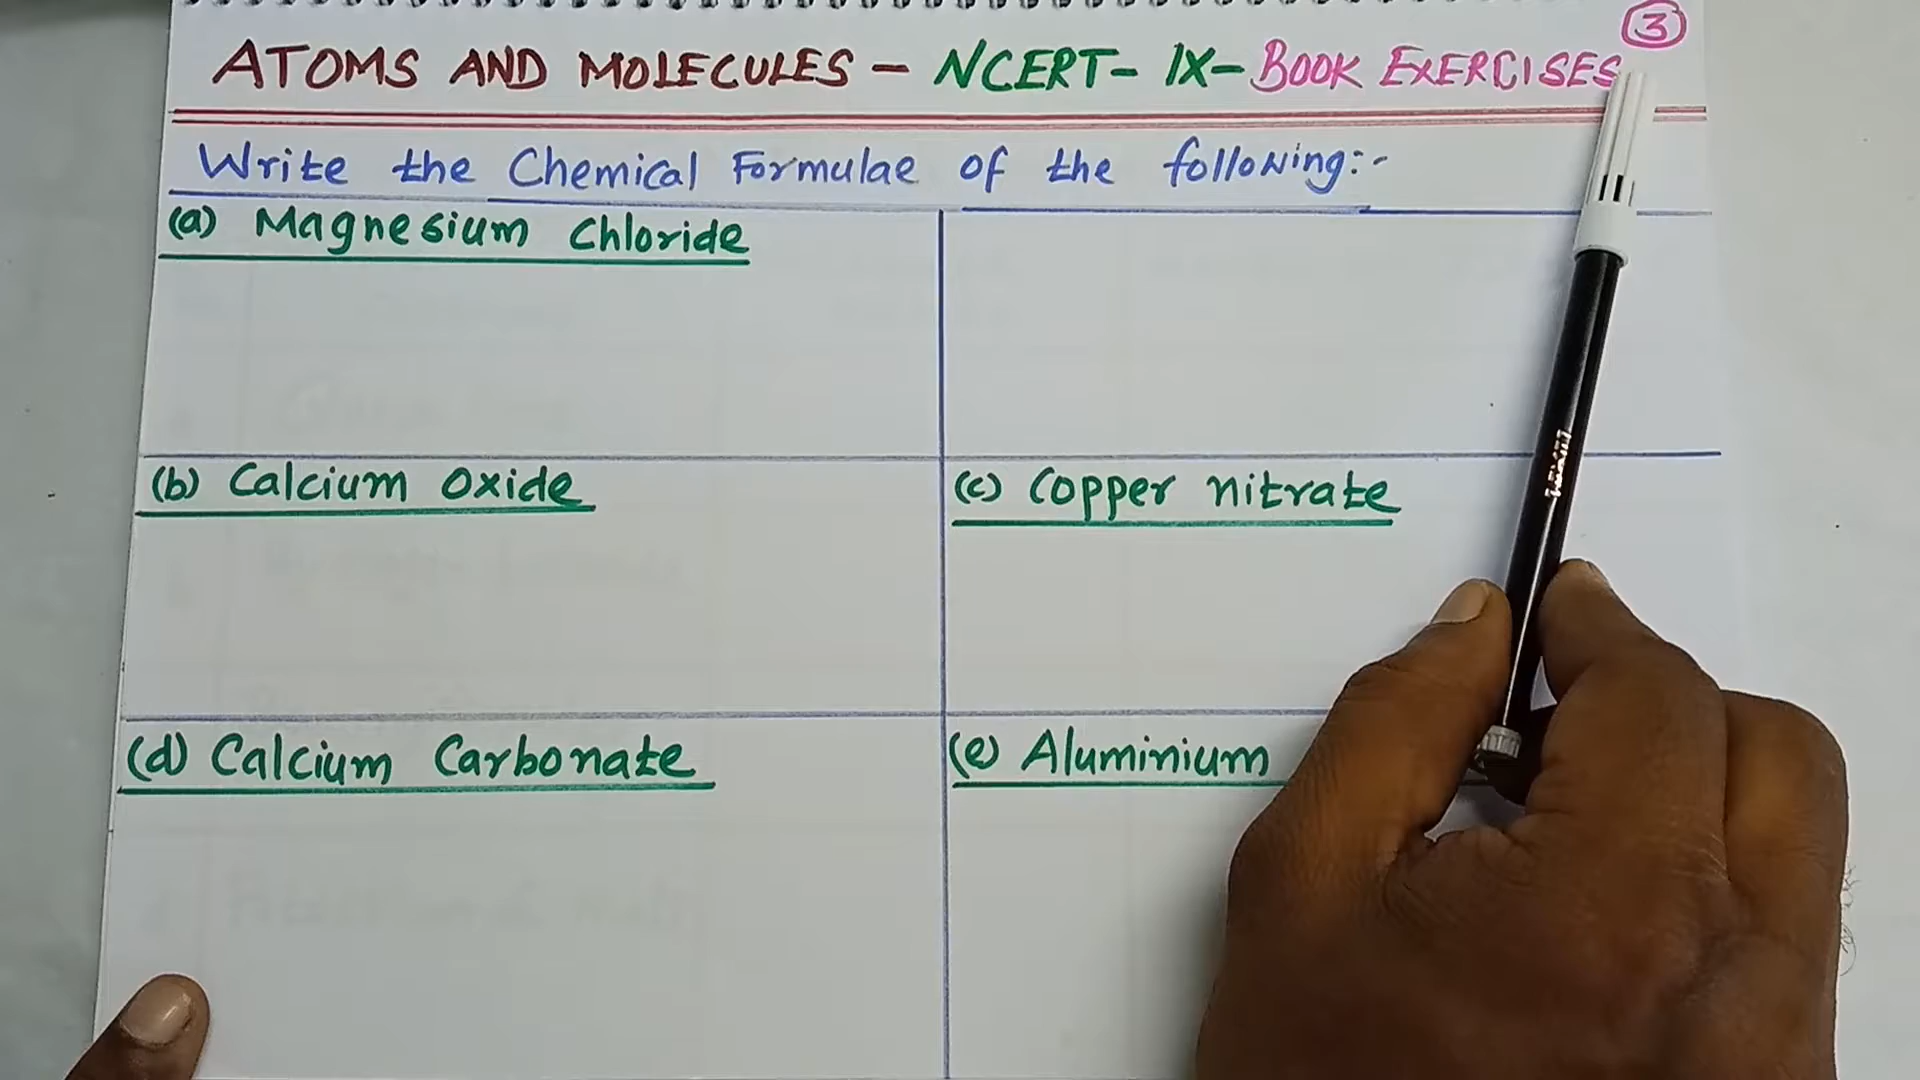 3
ATOMS AND MOLECULES - NCERT- IX- BOOK EXERCISES
Write the Chemical Formulae of the following:-
(a) Magnesium Chloride
(b) Calcium Oxide
(c) Copper nitrate
(d) Calcium Carbonate
(e) Aluminium